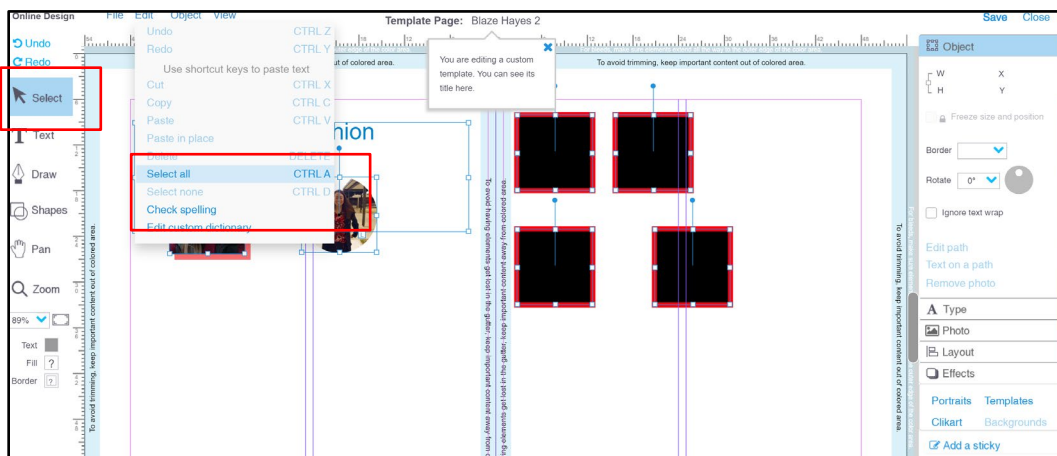 Online Design
File Edit Object View
Template Page: Blaze Hayes 2
Save Close
Undo
Redo
Select
Text
Draw
Shapes
Pan
Zoom
89%
Text
Fill ?
Border ?
Undo CTRL Z
Redo CTRL Y
Use shortcut keys to paste text
Cut CTRL X
Copy CTRL C
Paste CTRL V
Paste in place
Delete DELETE
Select all CTRL A
Select none CTRL D
Check spelling
Edit custom dictionary
ut of colored area.
You are editing a custom
template. You can see its
title here.
To avoid trimming, keep important content out of colored area.
hion
To avoid trimming, keep important content out of colored area.
To avoid having elements get lost in the gutter, keep important content away from colored area.
To avoid trimming, keep important content out of colored area.
Object
W X
H Y
Freeze size and position
Border
Rotate 0°
Ignore text wrap
Edit path
Text on a path
Remove photo
A Type
Photo
Layout
Effects
Portraits Templates
Clikart Backgrounds
Add a sticky